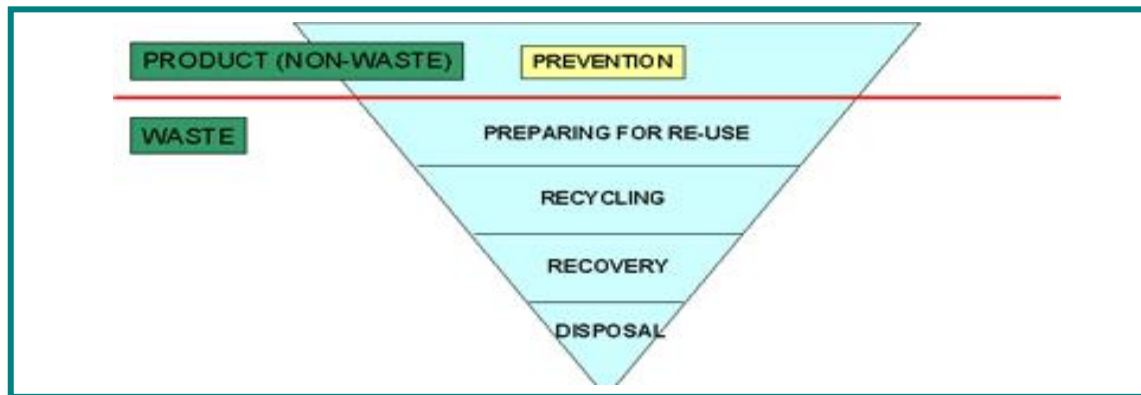 PRODUCT (NON-WASTE)
PREVENTION
WASTE
PREPARING FOR RE-USE
RECYCLING
RECOVERY
DISPOSAL